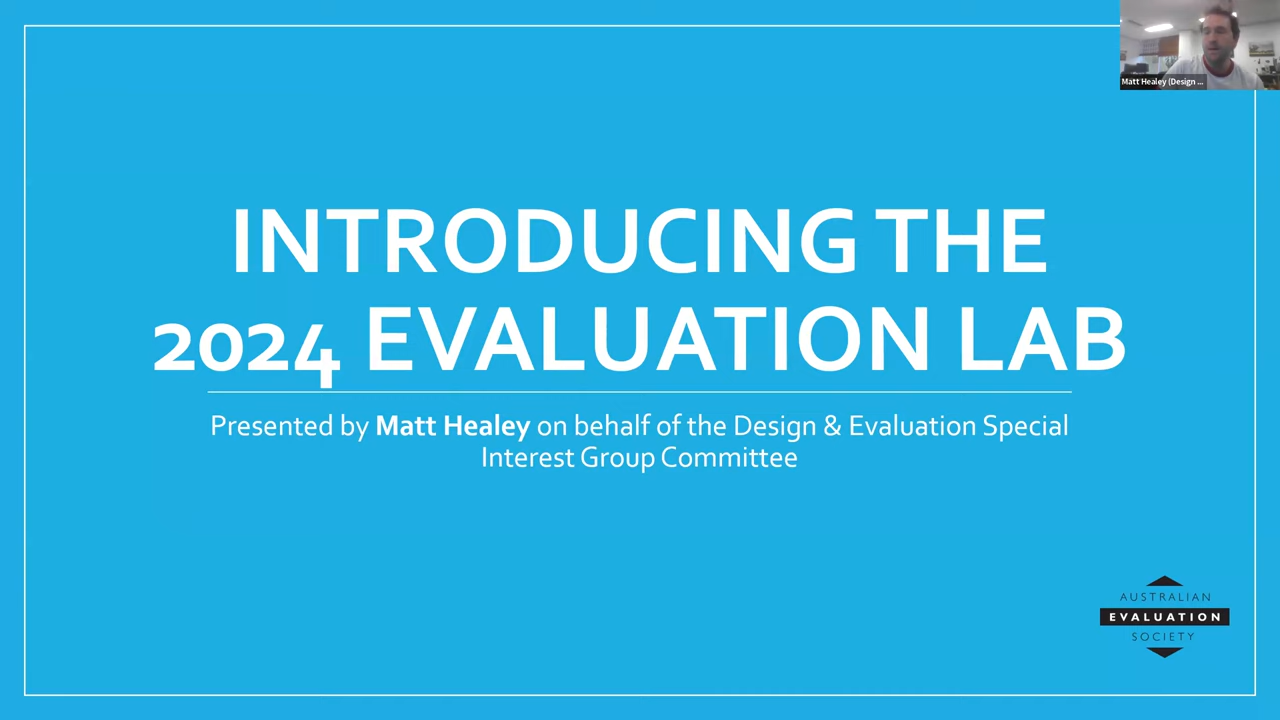 Matt Healey (Design ...
INTRODUCING THE
2024 EVALUATION LAB
Presented by Matt Healey on behalf of the Design & Evaluation Special
Interest Group Committee
AUSTRALIAN
EVALUATION
SOCIETY